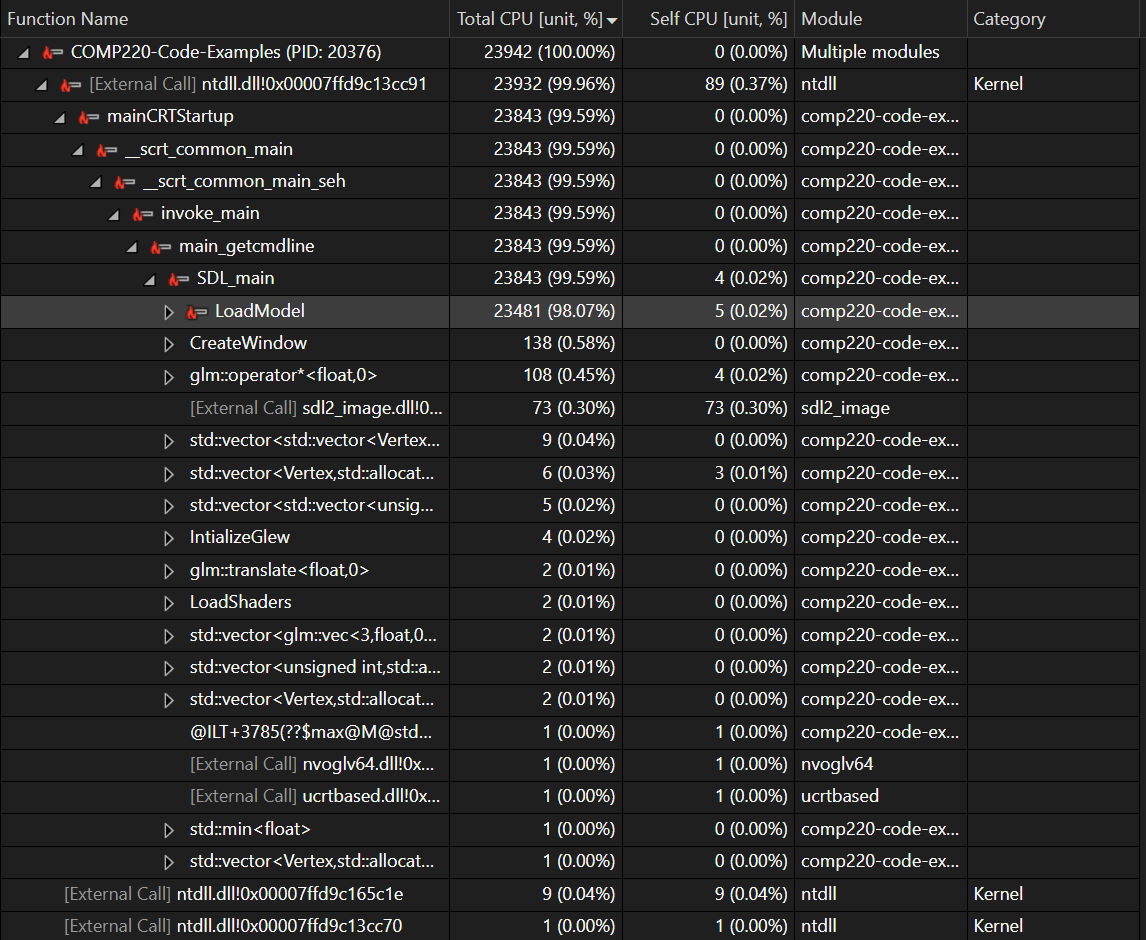 Function Name Total CPU [unit, %] Self CPU [unit, %] Module Category
COMP220-Code-Examples (PID: 20376) 23942 (100.00%) 0 (0.00%) Multiple modules
[External Call] ntdll.dll!0x00007ffd9c13cc91 23932 (99.96%) 89 (0.37%) ntdll Kernel
mainCRTStartup 23843 (99.59%) 0 (0.00%) comp220-code-ex...
__scrt_common_main 23843 (99.59%) 0 (0.00%) comp220-code-ex...
__scrt_common_main_seh 23843 (99.59%) 0 (0.00%) comp220-code-ex...
invoke_main 23843 (99.59%) 0 (0.00%) comp220-code-ex...
main_getcmdline 23843 (99.59%) 0 (0.00%) comp220-code-ex...
SDL_main 23843 (99.59%) 4 (0.02%) comp220-code-ex...
LoadModel 23481 (98.07%) 5 (0.02%) comp220-code-ex...
CreateWindow 138 (0.58%) 0 (0.00%) comp220-code-ex...
glm::operator*<float,0> 108 (0.45%) 4 (0.02%) comp220-code-ex...
[External Call] sdl2_image.dll!0... 73 (0.30%) 73 (0.30%) sdl2_image
std::vector<std::vector<Vertex... 9 (0.04%) 0 (0.00%) comp220-code-ex...
std::vector<Vertex,std::allocat... 6 (0.03%) 3 (0.01%) comp220-code-ex...
std::vector<std::vector<unsig... 5 (0.02%) 0 (0.00%) comp220-code-ex...
IntializeGlew 4 (0.02%) 0 (0.00%) comp220-code-ex...
glm::translate<float,0> 2 (0.01%) 0 (0.00%) comp220-code-ex...
LoadShaders 2 (0.01%) 0 (0.00%) comp220-code-ex...
std::vector<glm::vec<3,float,0... 2 (0.01%) 0 (0.00%) comp220-code-ex...
std::vector<unsigned int,std::a... 2 (0.01%) 0 (0.00%) comp220-code-ex...
std::vector<Vertex,std::allocat... 2 (0.01%) 0 (0.00%) comp220-code-ex...
@ILT+3785(??$max@M@std... 1 (0.00%) 1 (0.00%) comp220-code-ex...
[External Call] nvoglv64.dll!0x... 1 (0.00%) 1 (0.00%) nvoglv64
[External Call] ucrtbased.dll!0x... 1 (0.00%) 1 (0.00%) ucrtbased
std::min<float> 1 (0.00%) 0 (0.00%) comp220-code-ex...
std::vector<Vertex,std::allocat... 1 (0.00%) 0 (0.00%) comp220-code-ex...
[External Call] ntdll.dll!0x00007ffd9c165c1e 9 (0.04%) 9 (0.04%) ntdll Kernel
[External Call] ntdll.dll!0x00007ffd9c13cc70 1 (0.00%) 1 (0.00%) ntdll Kernel